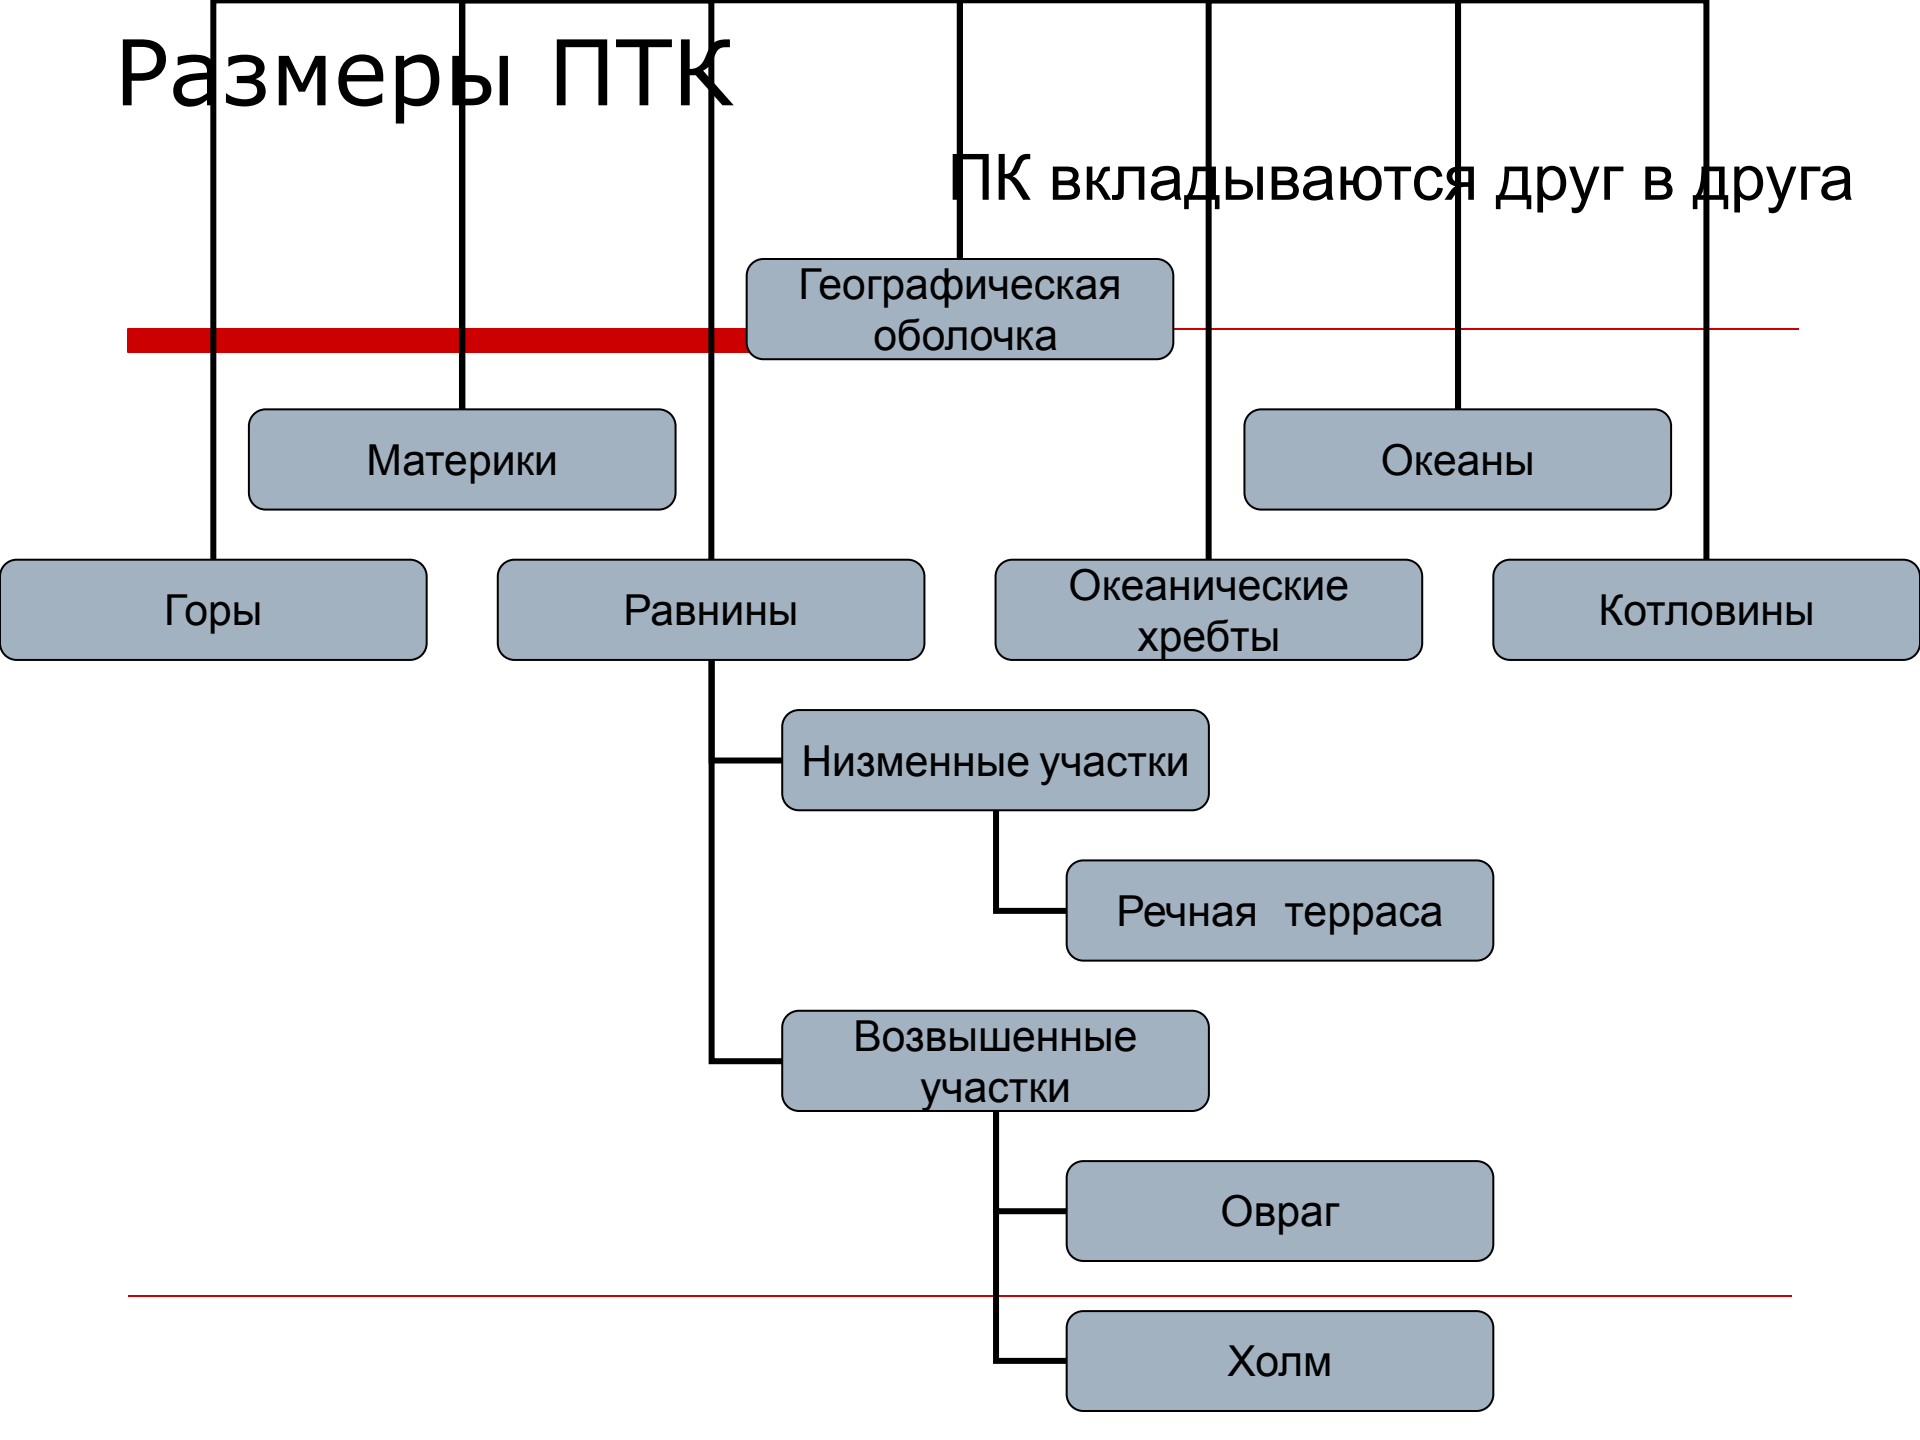 Размеры ПТК
ПК вкладываются друг в друга
Географическая
оболочка
Материки
Океаны
Горы
Равнины
Океанические
хребты
Котловины
Низменные участки
Речная терраса
Возвышенные
участки
Овраг
Холм